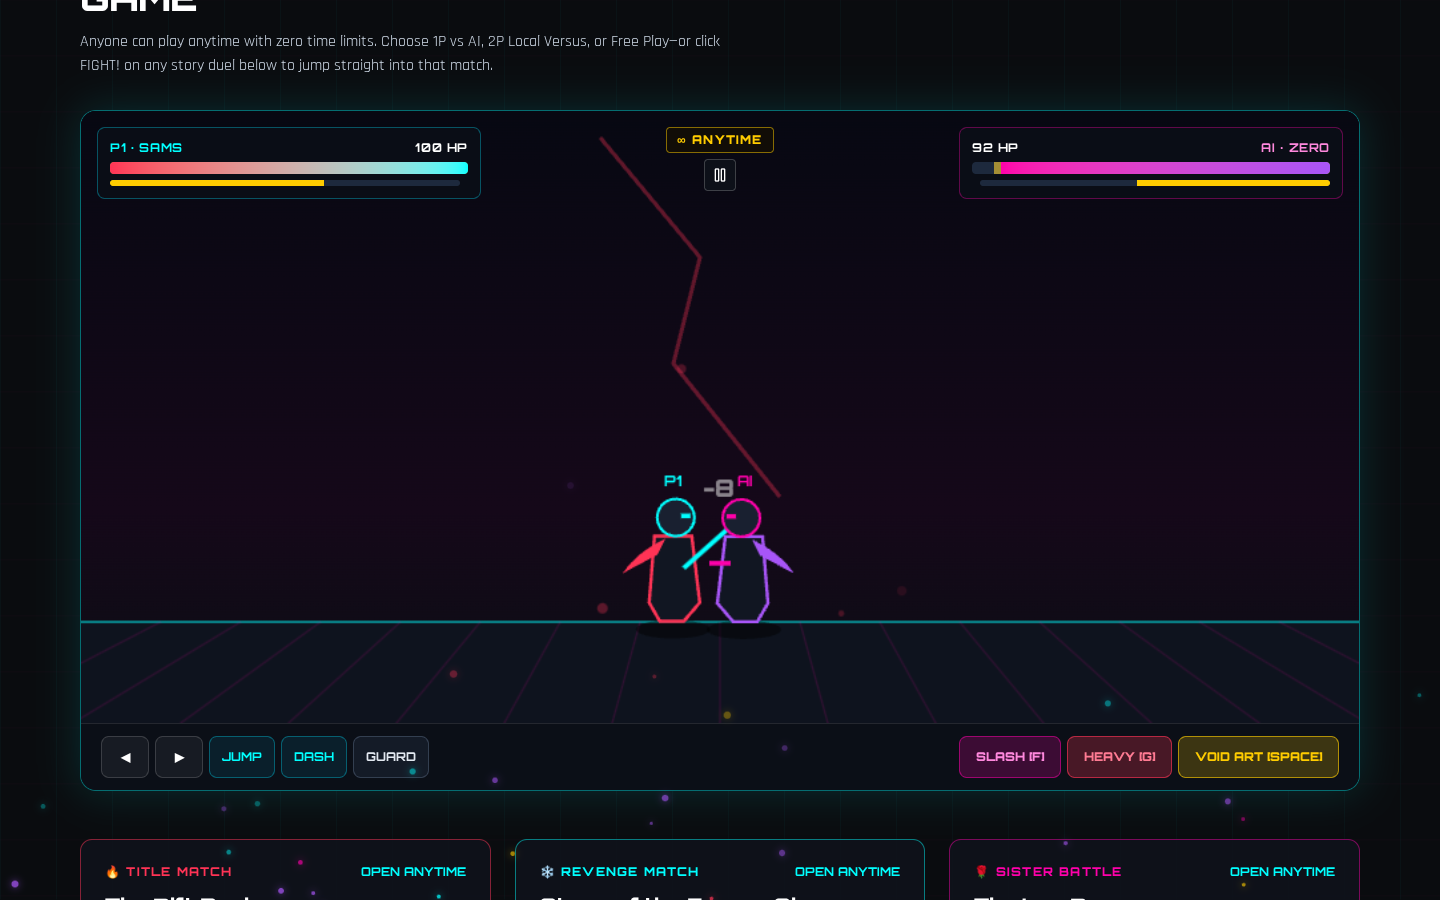 GAME
Anyone can play anytime with zero time limits. Choose 1P vs AI, 2P Local Versus, or Free Play—or click
FIGHT! on any story duel below to jump straight into that match.
P1 · SAMS 100 HP
∞ ANYTIME
92 HP AI · ZERO
P1 -8 AI
◀ ▶ JUMP DASH GUARD SLASH [F] HEAVY [G] VOID ART [SPACE]
🔥 TITLE MATCH OPEN ANYTIME
❄️ REVENGE MATCH OPEN ANYTIME
🌹 SISTER BATTLE OPEN ANYTIME